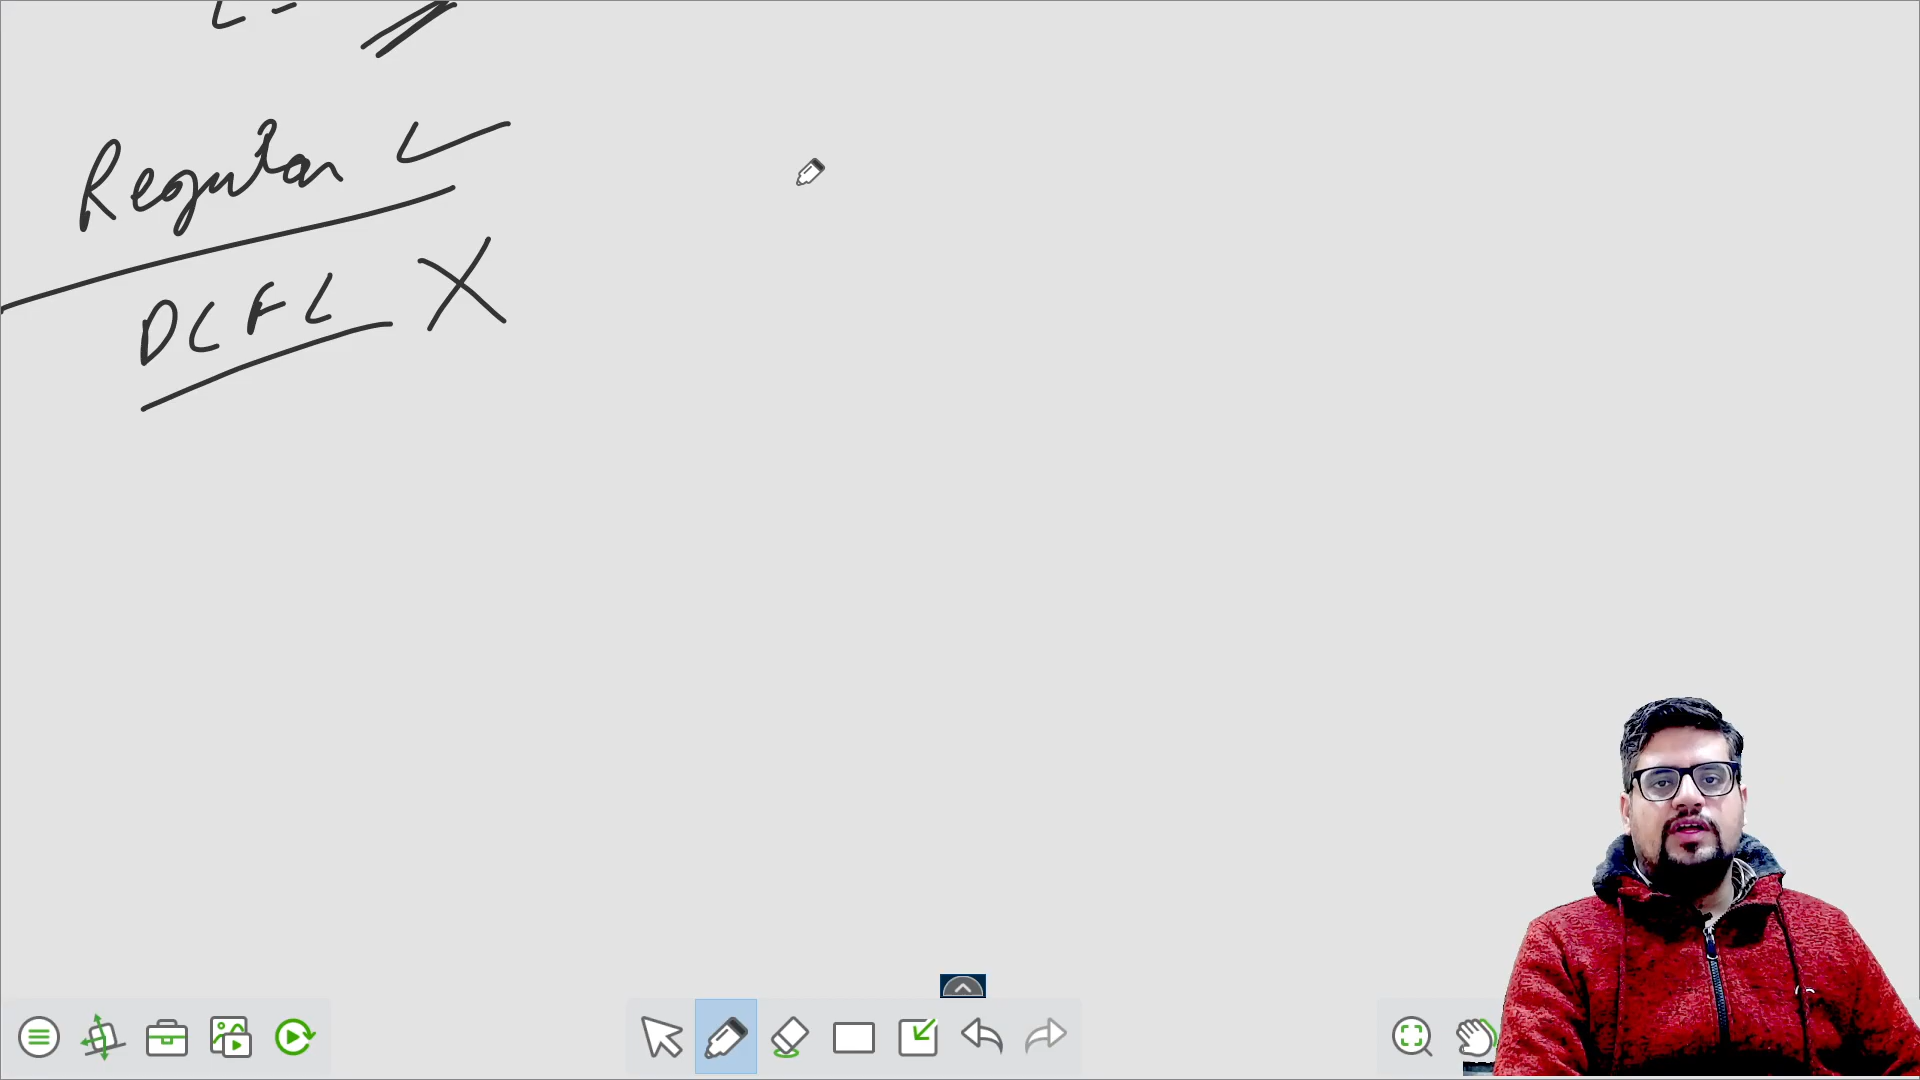 Regular ✓
DCFL X